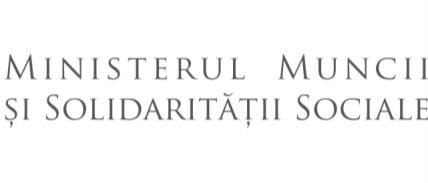 MINISTERUL MUNCII
ȘI SOLIDARITĂȚII SOCIALE